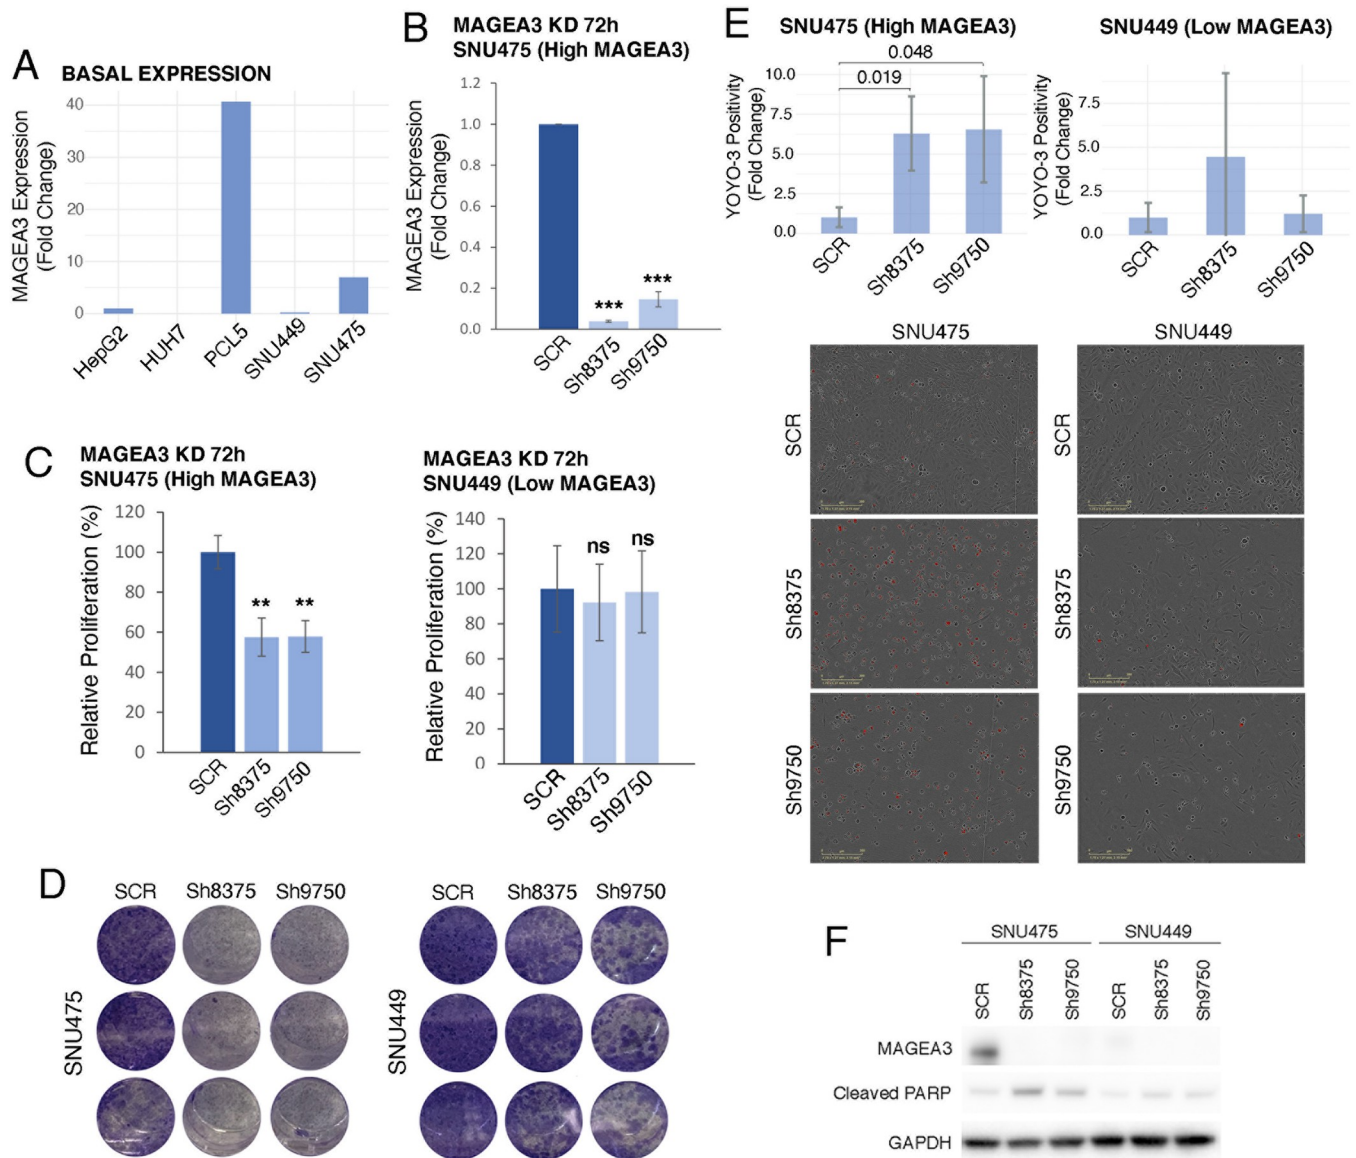 A
BASAL EXPRESSION
MAGEA3 Expression
(Fold Change)
40
30
20
10
0
HepG2
HUH7
PCL5
SNU449
SNU475
B
MAGEA3 KD 72h
SNU475 (High MAGEA3)
MAGEA3 Expression
(Fold Change)
1.2
1.0
0.8
0.6
0.4
0.2
0.0
***
***
SCR
Sh8375
Sh9750
C
MAGEA3 KD 72h
SNU475 (High MAGEA3)
Relative Proliferation (%)
120
100
80
60
40
20
0
**
**
SCR
Sh8375
Sh9750
MAGEA3 KD 72h
SNU449 (Low MAGEA3)
Relative Proliferation (%)
140
120
100
80
60
40
20
0
ns
ns
SCR
Sh8375
Sh9750
D
SCR
Sh8375
Sh9750
SNU475
SCR
Sh8375
Sh9750
SNU449
E
SNU475 (High MAGEA3)
YOYO-3 Positivity
(Fold Change)
10.0
7.5
5.0
2.5
0.0
0.048
0.019
SCR
Sh8375
Sh9750
SNU449 (Low MAGEA3)
YOYO-3 Positivity
(Fold Change)
7.5
5.0
2.5
0.0
SCR
Sh8375
Sh9750
SNU475
SNU449
SCR
SCR
Sh8375
Sh8375
Sh9750
Sh9750
F
SNU475
SNU449
SCR
Sh8375
Sh9750
SCR
Sh8375
Sh9750
MAGEA3
Cleaved PARP
GAPDH